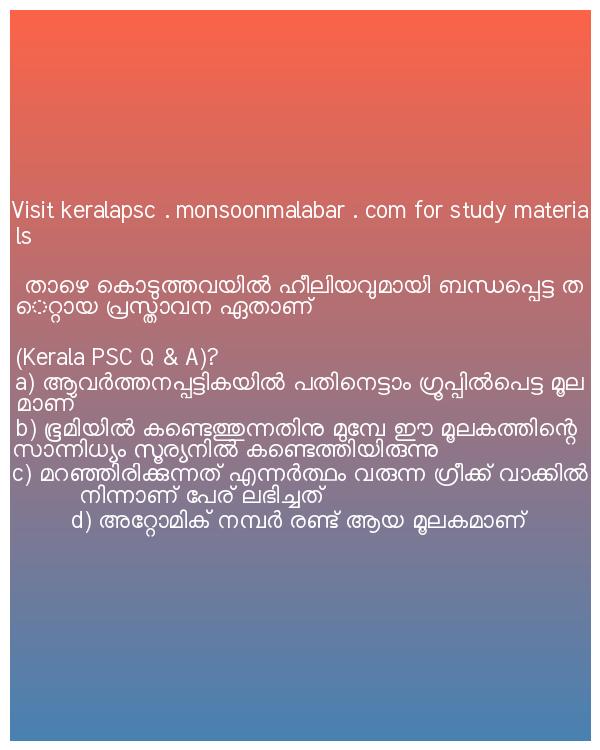 Visit keralapsc . monsoonmalabar . com for study materia
ls
താഴെ കൊടുത്തവയിൽ ഹീലിയവുമായി ബന്ധപ്പെട്ട ത
െറ്റായ പ്രസ്താവന ഏതാണ്
(Kerala PSC Q & A)?
a) ആവർത്തനപ്പട്ടികയിൽ പതിനെട്ടാം ഗ്രൂപ്പിൽപെട്ട മൂല
മാണ്
b) ഭൂമിയിൽ കണ്ടെത്തുന്നതിനു മുമ്പേ ഈ മൂലകത്തിന്റെ
സാന്നിധ്യം സൂര്യനിൽ കണ്ടെത്തിയിരുന്നു
c) മറഞ്ഞിരിക്കുന്നത് എന്നർത്ഥം വരുന്ന ഗ്രീക്ക് വാക്കിൽ
നിന്നാണ് പേര് ലഭിച്ചത്
d) അറ്റോമിക് നമ്പർ രണ്ട് ആയ മൂലകമാണ്